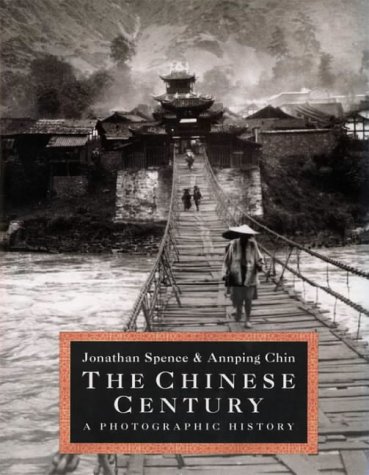 Jonathan Spence & Annping Chin
THE CHINESE
CENTURY
A PHOTOGRAPHIC HISTORY